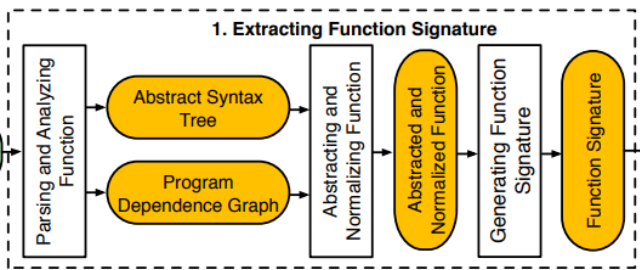 1. Extracting Function Signature
Parsing and Analyzing
Function
Abstract Syntax
Tree
Program
Dependence Graph
Abstracting and
Normalizing Function
Abstracted and
Normalized Function
Generating Function
Signature
Function Signature